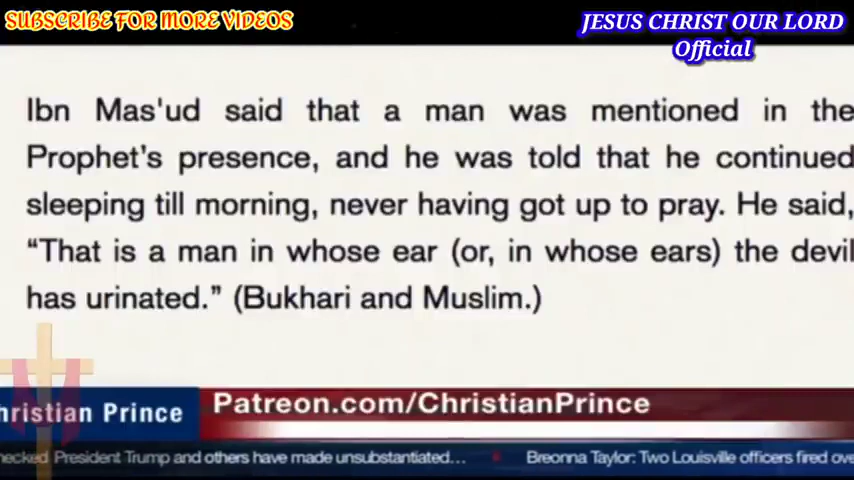 SUBSCRIBE FOR MORE VIDEOS
JESUS CHRIST OUR LORD
Official
Ibn Mas'ud said that a man was mentioned in the
Prophet's presence, and he was told that he continued
sleeping till morning, never having got up to pray. He said,
“That is a man in whose ear (or, in whose ears) the devil
has urinated.” (Bukhari and Muslim.)
hristian Prince
Patreon.com/ChristianPrince
hecked President Trump and others have made unsubstantiated...
Breonna Taylor: Two Louisville officers fired ove